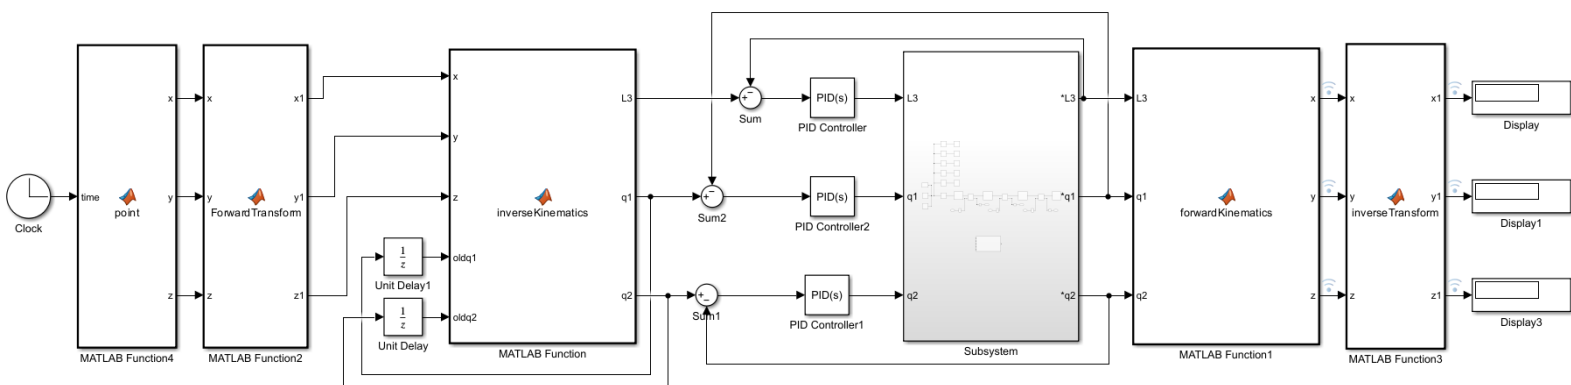 Clock
time
point
x
y
z
MATLAB Function4
x
y
z
ForwardTransform
x1
y1
z1
MATLAB Function2
1
z
Unit Delay1
1
z
Unit Delay
x
y
z
oldq1
oldq2
inverseKinematics
L3
q1
q2
MATLAB Function
+
−
Sum
+
−
Sum2
+
−
Sum1
PID(s)
PID Controller
PID(s)
PID Controller2
PID(s)
PID Controller1
L3
q1
q2
*L3
*q1
*q2
Subsystem
L3
q1
q2
forwardKinematics
x
y
z
MATLAB Function1
x
y
z
inverseTransform
x1
y1
z1
MATLAB Function3
Display
Display1
Display3